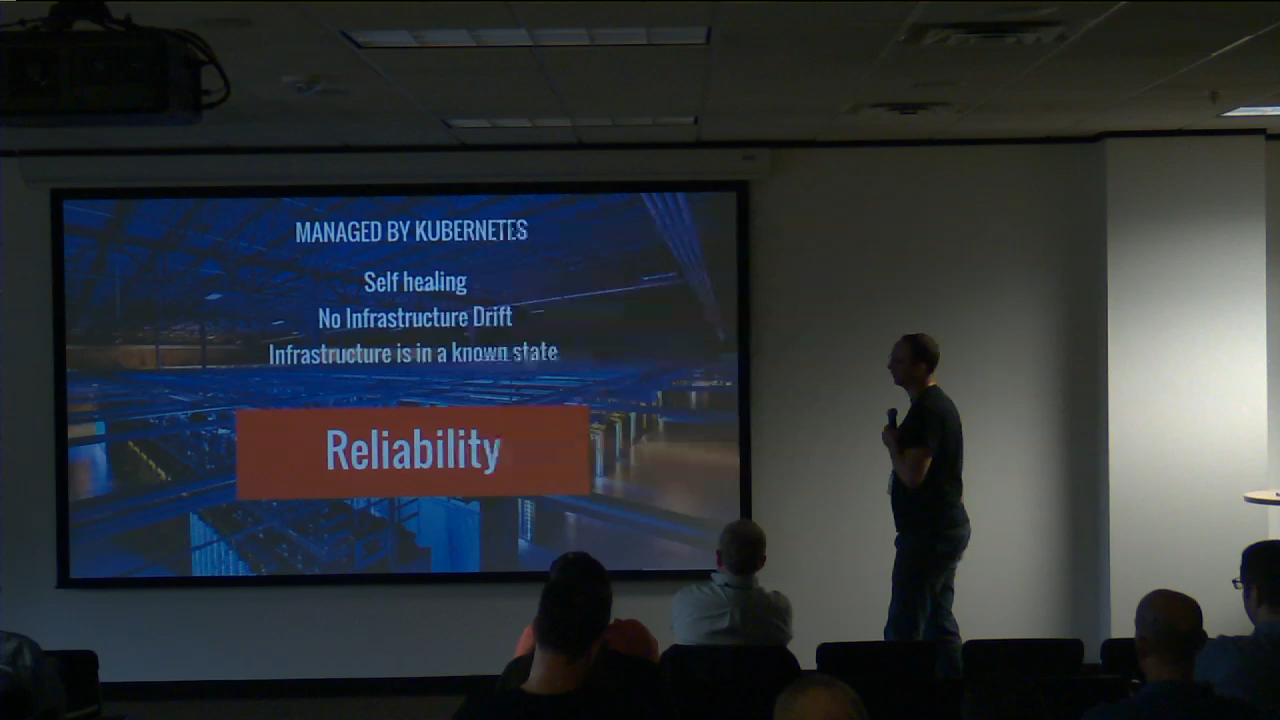 MANAGED BY KUBERNETES
Self healing
No Infrastructure Drift
Infrastructure is in a known state
Reliability